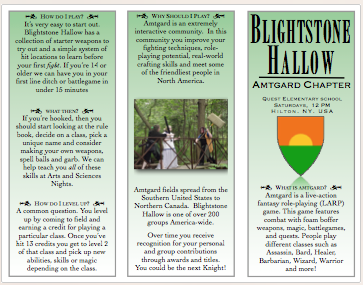 How do I play?
It's very easy to start out.
Blightstone Hallow has a
collection of starter weapons to
try out and a simple system of
hit locations to learn before
your first fight. If you're 14 or
older we can have you in your
first line ditch or battlegame in
under 15 minutes
what then?
If you're hooked, then you
should start looking at the rule
book, decide on a class, pick a
unique name and consider
making your own weapons,
spell balls and garb. We can
help teach you all of these
skills at Arts and Sciences
Nights.
How do I level up?
A common question. You level
up by coming to field and
earning a credit for playing a
particular class. Once you've
hit 13 credits you get to level 2
of that class and pick up new
abilities, skills or magic
depending on the class.
Why Should I Play?
Amtgard is an extremely
interactive community. In this
community you improve your
fighting techniques, role-
playing potential, real-world
crafting skills and meet some
of the friendliest people in
North America.
Amtgard fields spread from the
Southern United States to
Northern Canada. Blightstone
Hallow is one of over 200
groups America-wide.
Over time you receive
recognition for your personal
and group contributions
through awards and titles.
You could be the next Knight!
Blightstone
Hallow
Amtgard Chapter
Quest Elementary school
Saturdays, 12 PM
Hilton, NY. USA
What is amtgard?
Amtgard is a live-action
fantasy role-playing (LARP)
game. This game features
combat with foam boffer
weapons, magic, battlegames,
and quests. People play
different classes such as
Assassin, Bard, Healer,
Barbarian, Wizard, Warrior
and more!